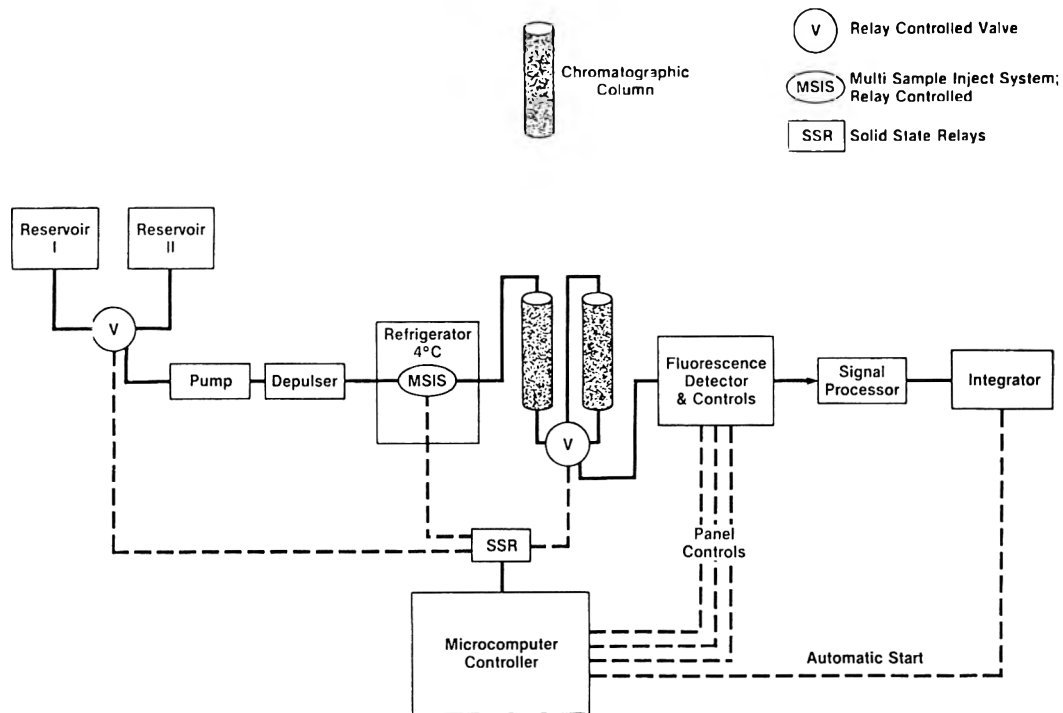 Chromatographic
Column
V
Relay Controlled Valve
MSIS
Multi Sample Inject System;
Relay Controlled
SSR
Solid State Relays
Reservoir
I
Reservoir
II
V
Pump
Depulser
Refrigerator
4°C
MSIS
V
Fluorescence
Detector
& Controls
Signal
Processor
Integrator
SSR
Panel
Controls
Microcomputer
Controller
Automatic Start